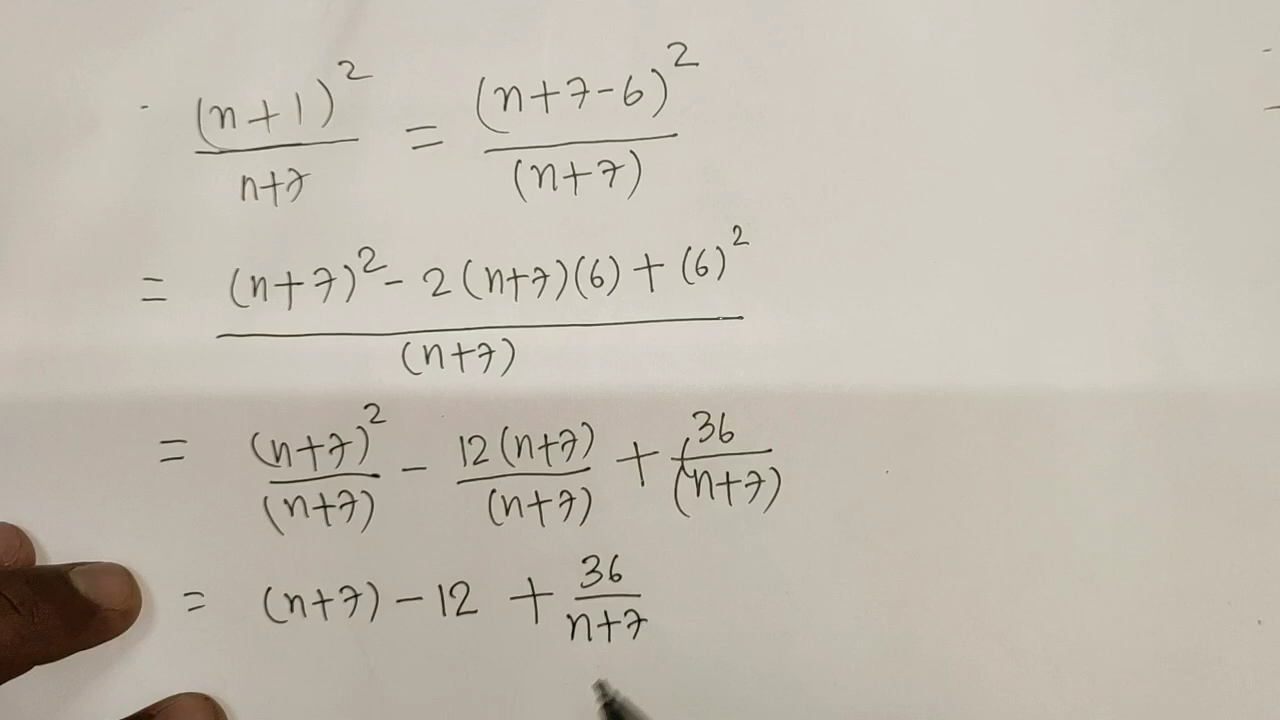 (n+1)²/n+7 = (n+7-6)²/(n+7)
= (n+7)² - 2(n+7)(6) + (6)²/(n+7)
= (n+7)²/(n+7) - 12(n+7)/(n+7) + 36/(n+7)
= (n+7) - 12 + 36/n+7